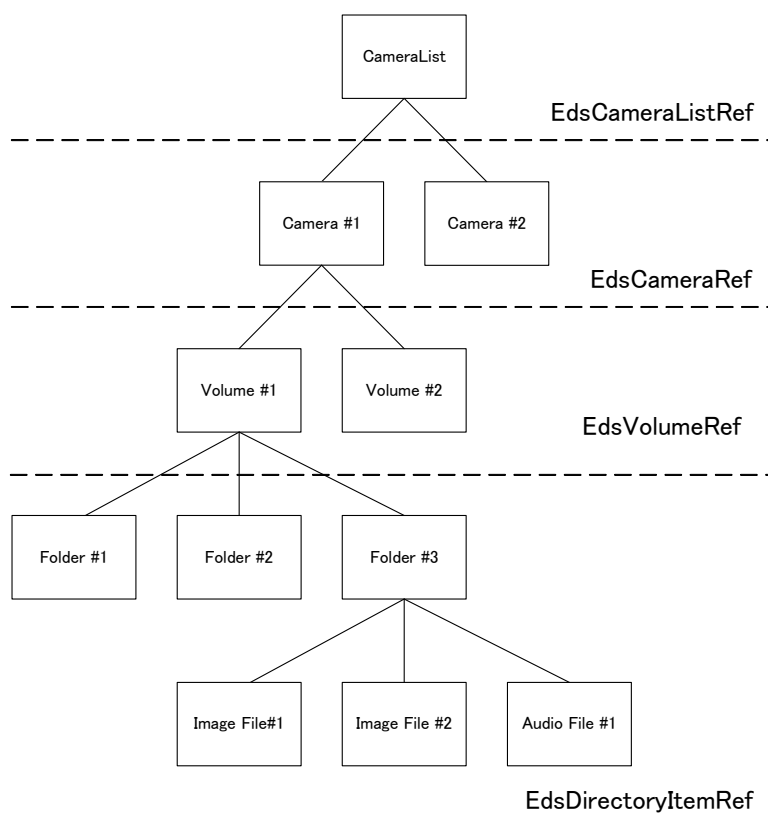 CameraList
EdsCameraListRef
Camera #1
Camera #2
EdsCameraRef
Volume #1
Volume #2
EdsVolumeRef
Folder #1
Folder #2
Folder #3
Image File#1
Image File #2
Audio File #1
EdsDirectoryItemRef